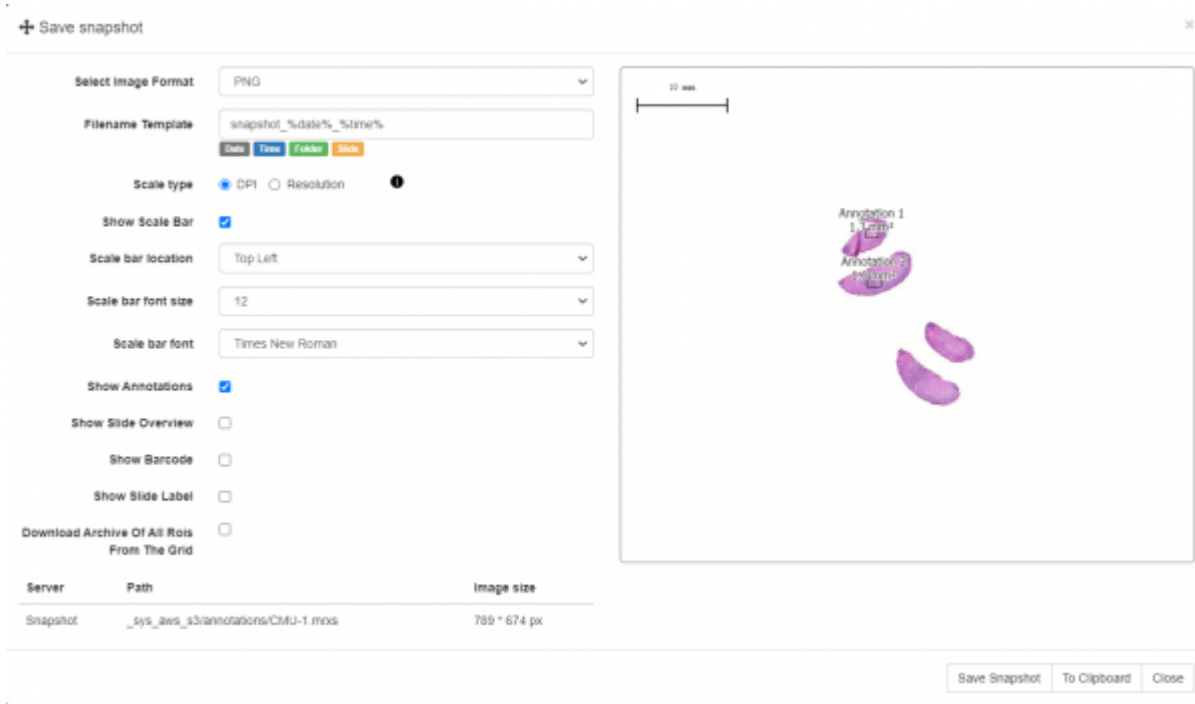 Save snapshot
×
Select Image Format
PNG
Filename Template
snapshot_%date%_%time%
Date Time Folder Slide
Scale type
DPI Resolution
Show Scale Bar
Scale bar location
Top Left
Scale bar font size
12
Scale bar font
Times New Roman
Show Annotations
Show Slide Overview
Show Barcode
Show Slide Label
Download Archive Of All Rois
From The Grid
Server Path Image size
Snapshot _sys_aws_s3/annotations/CMU-1.mrxs 789 * 674 px
10 mm
Annotation 1
mm²
Annotation 2
mm²
Save Snapshot To Clipboard Close